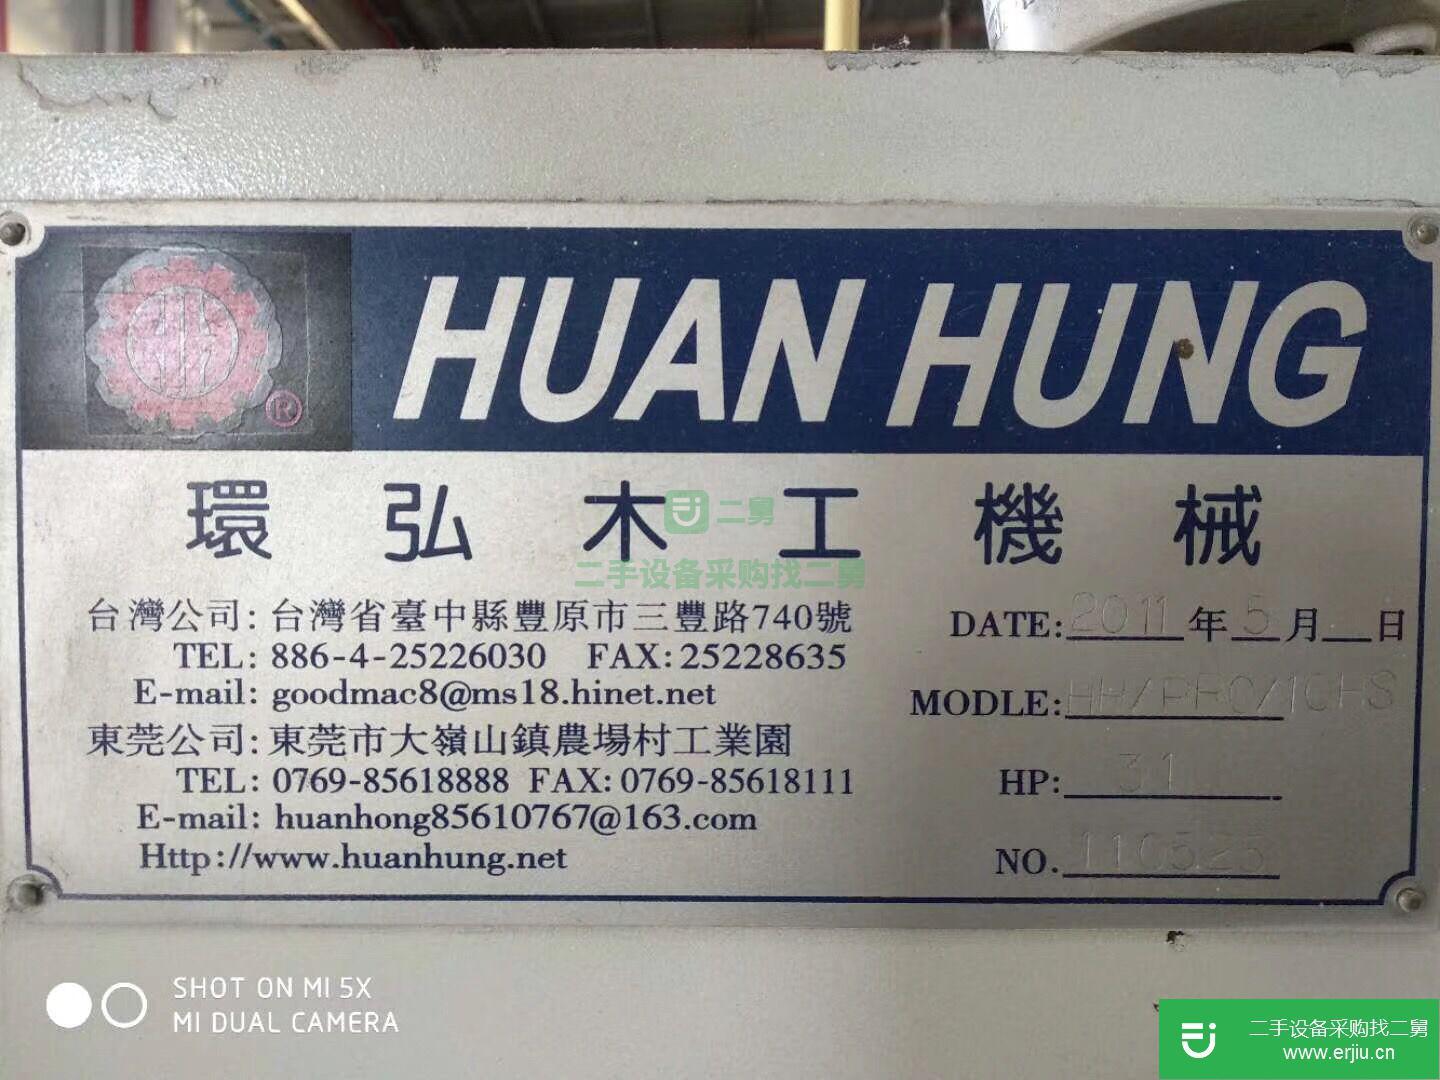 HUAN HUNG
®
環弘木工機械
二舅
二手设备采购找二舅
台灣公司: 台灣省臺中縣豐原市三豐路740號
TEL: 886-4-25226030 FAX: 25228635
E-mail: goodmac8@ms18.hinet.net
東莞公司: 東莞市大嶺山鎮農場村工業園
TEL: 0769-85618888 FAX: 0769-85618111
E-mail: huanhong85610767@163.com
Http://www.huanhung.net
DATE: 2011 年 5 月 日
MODLE:
HP: 31
NO. 110523
SHOT ON MI 5X
MI DUAL CAMERA
二手设备采购找二舅
www.erjiu.cn